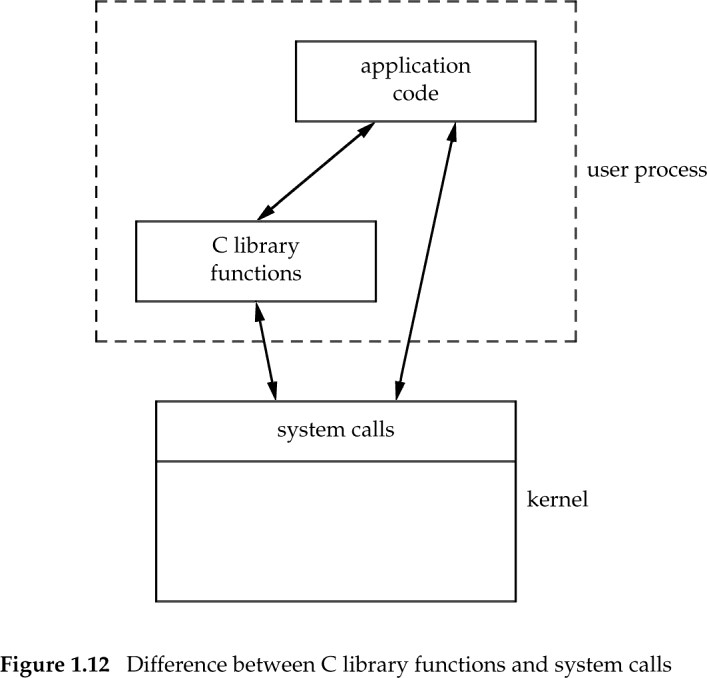 application
code
user process
C library
functions
system calls
kernel
Figure 1.12 Difference between C library functions and system calls